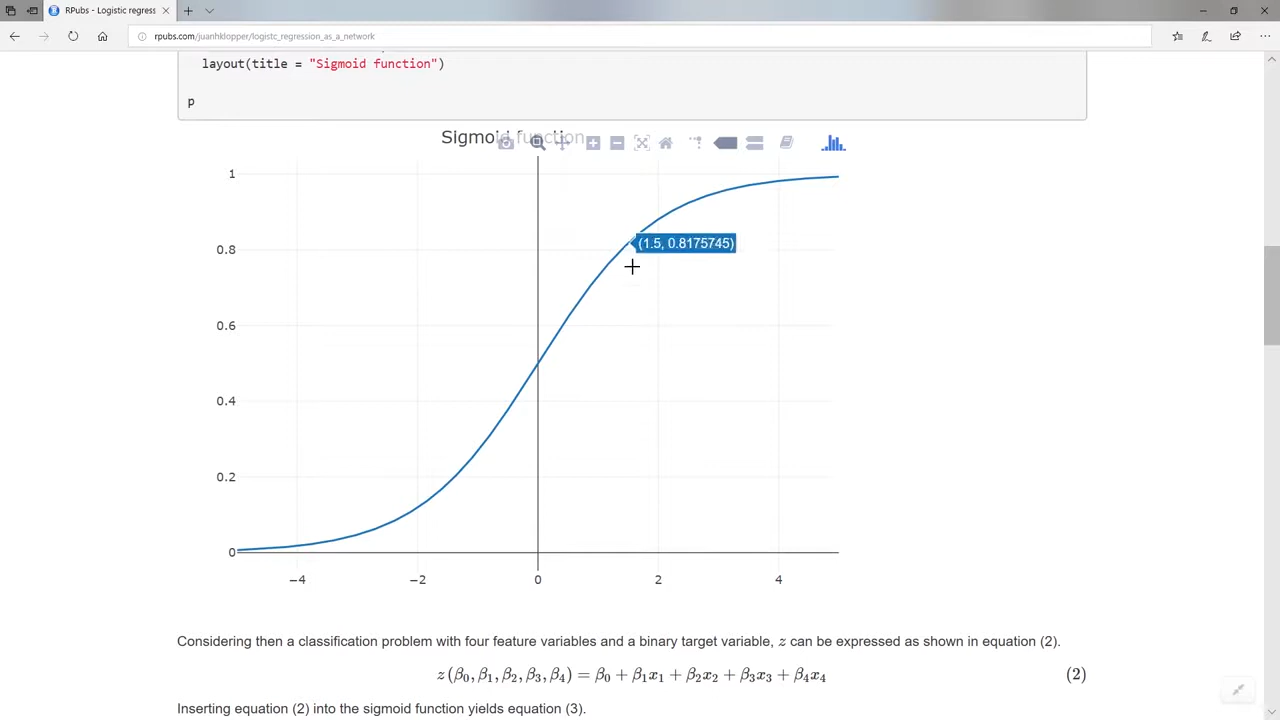 RPubs - Logistic regress
rpubs.com/juanhklopper/logistc_regression_as_a_network
layout(title = "Sigmoid function")
p
Sigmoid function
1
(1.5, 0.8175745)
0.8
0.6
0.4
0.2
0
−4 −2 0 2 4
Considering then a classification problem with four feature variables and a binary target variable, z can be expressed as shown in equation (2).
z (β₀, β₁, β₂, β₃, β₄) = β₀ + β₁x₁ + β₂x₂ + β₃x₃ + β₄x₄ (2)
Inserting equation (2) into the sigmoid function yields equation (3).